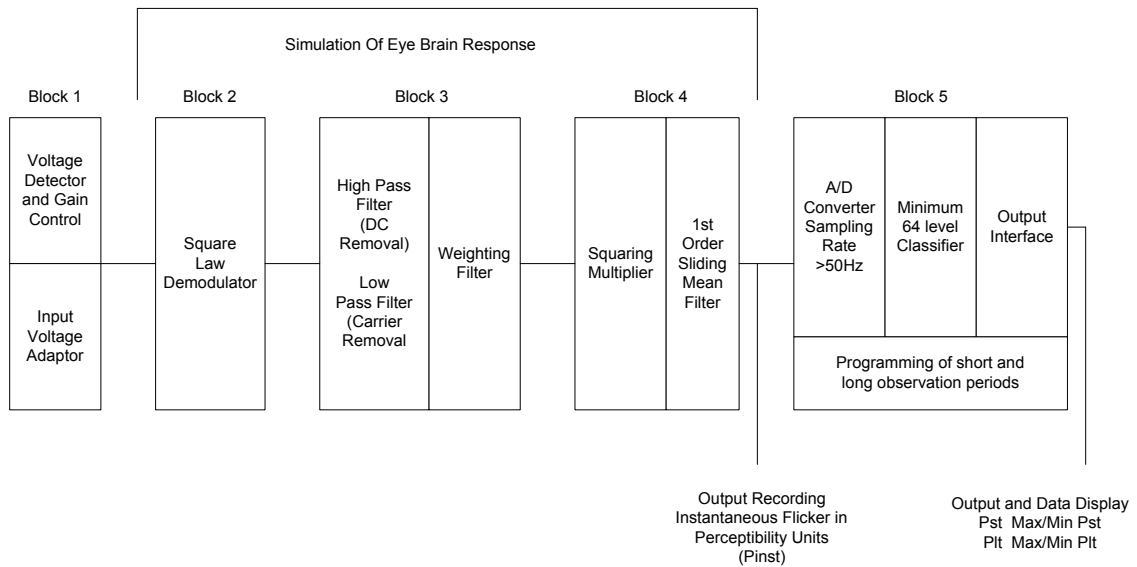 Simulation Of Eye Brain Response
Block 1
Block 2
Block 3
Block 4
Block 5
Voltage
Detector
and Gain
Control
Input
Voltage
Adaptor
Square
Law
Demodulator
High Pass
Filter
(DC
Removal)
Low
Pass Filter
(Carrier
Removal
Weighting
Filter
Squaring
Multiplier
1st
Order
Sliding
Mean
Filter
A/D
Converter
Sampling
Rate
>50Hz
Minimum
64 level
Classifier
Output
Interface
Programming of short and
long observation periods
Output Recording
Instantaneous Flicker in
Perceptibility Units
(Pinst)
Output and Data Display
Pst Max/Min Pst
Plt Max/Min Plt